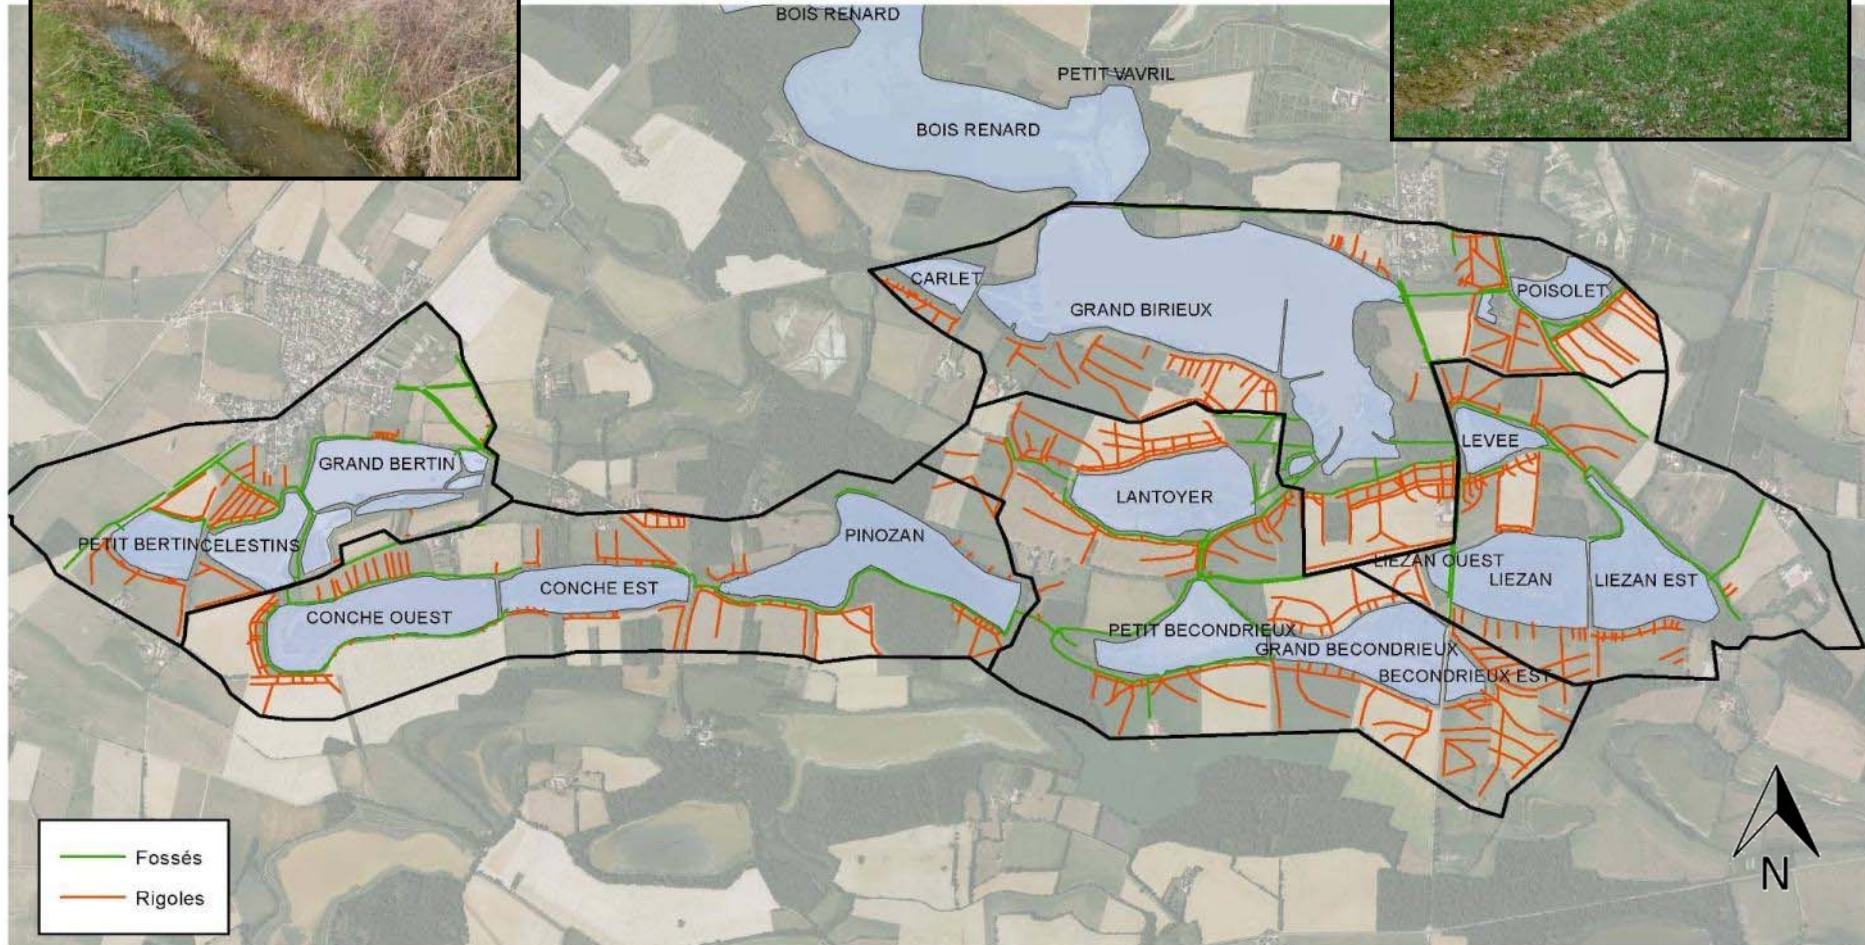 BOIS RENARD
PETIT VAVRIL
BOIS RENARD
CARLET
GRAND BIRIEUX
POISOLET
LEVEE
GRAND BERTIN
LANTOYER
PINOZAN
PETIT BERTIN
CELESTINS
LIEZAN OUEST
LIEZAN
LIEZAN EST
CONCHE EST
CONCHE OUEST
PETIT BECONDRIEUX
GRAND BECONDRIEUX
BECONDRIEUX EST
Fossés
Rigoles
N